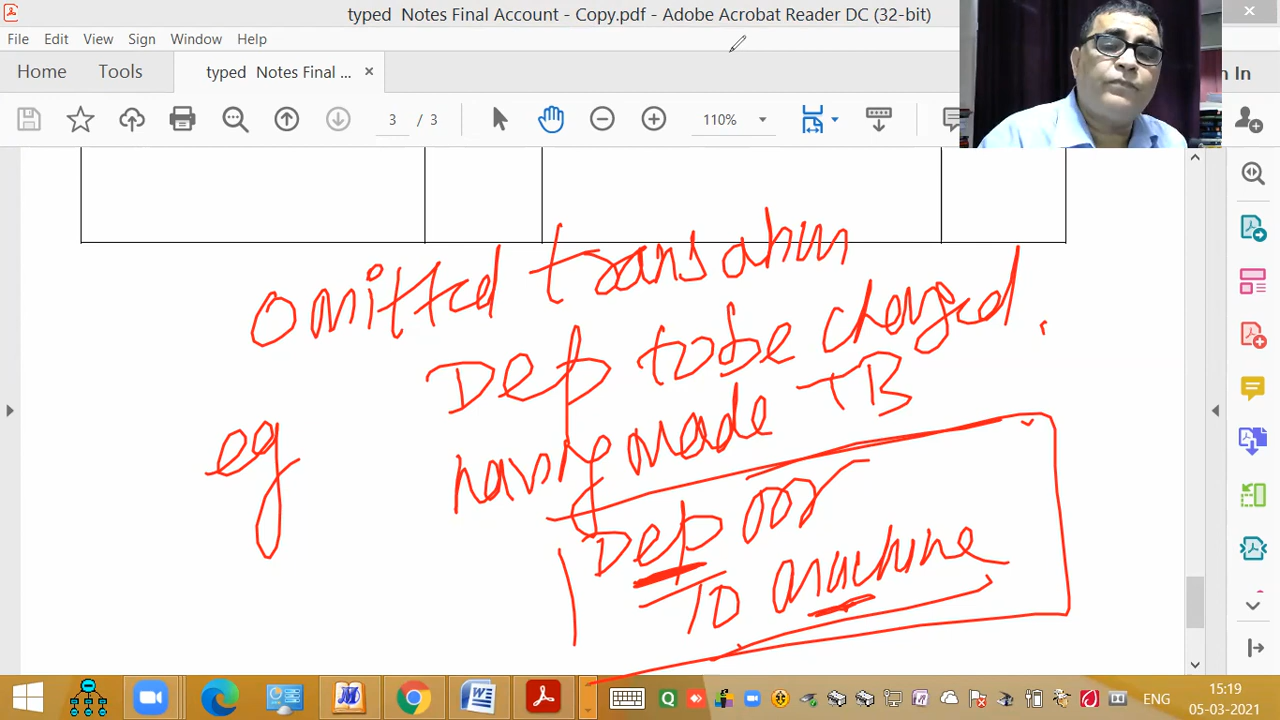 typed Notes Final Account - Copy.pdf - Adobe Acrobat Reader DC (32-bit)
File Edit View Sign Window Help
Home Tools typed Notes Final ... n In
3 / 3 110%
omitted transation
Dep to be charged.
eg having made TB
Dep
To machine
ENG
15:19
05-03-2021